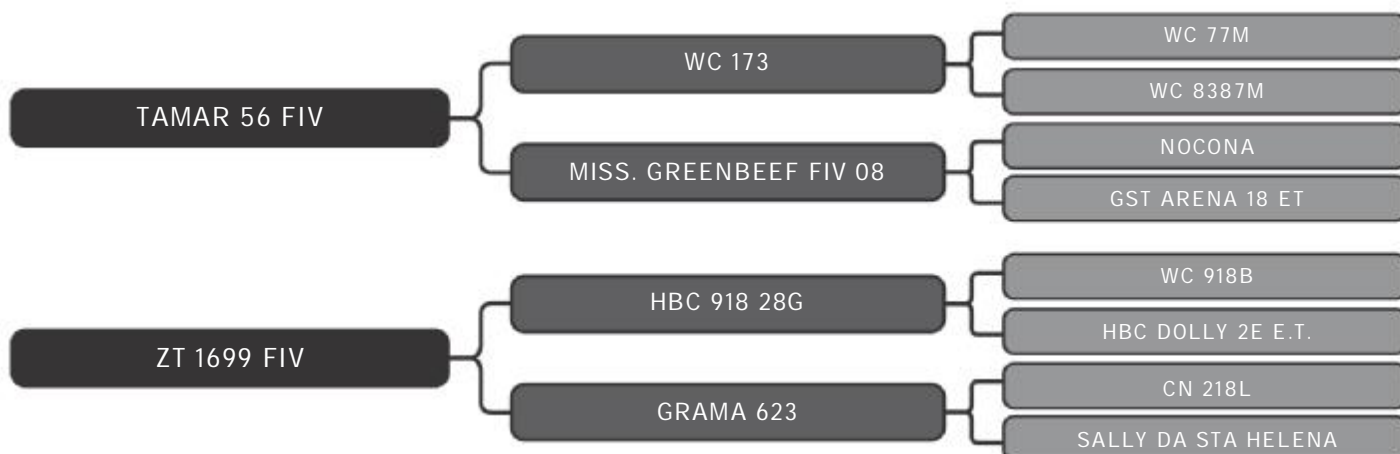 TAMAR 56 FIV
WC 173
MISS. GREENBEEF FIV 08
WC 77M
WC 8387M
NOCONA
GST ARENA 18 ET
ZT 1699 FIV
HBC 918 28G
GRAMA 623
WC 918B
HBC DOLLY 2E E.T.
CN 218L
SALLY DA STA HELENA